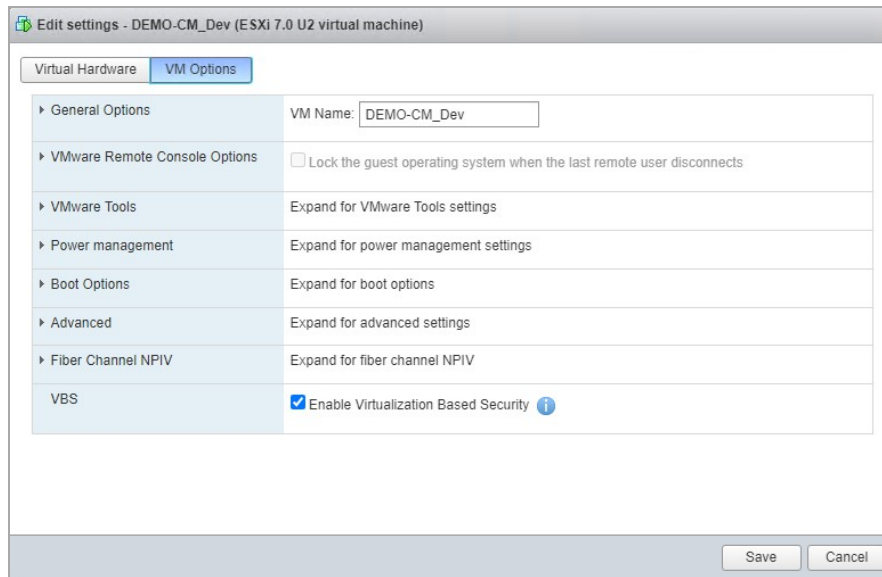 Edit settings - DEMO-CM_Dev (ESXi 7.0 U2 virtual machine)
Virtual Hardware VM Options
General Options VM Name: DEMO-CM_Dev
VMware Remote Console Options Lock the guest operating system when the last remote user disconnects
VMware Tools Expand for VMware Tools settings
Power management Expand for power management settings
Boot Options Expand for boot options
Advanced Expand for advanced settings
Fiber Channel NPIV Expand for fiber channel NPIV
VBS Enable Virtualization Based Security
Save Cancel